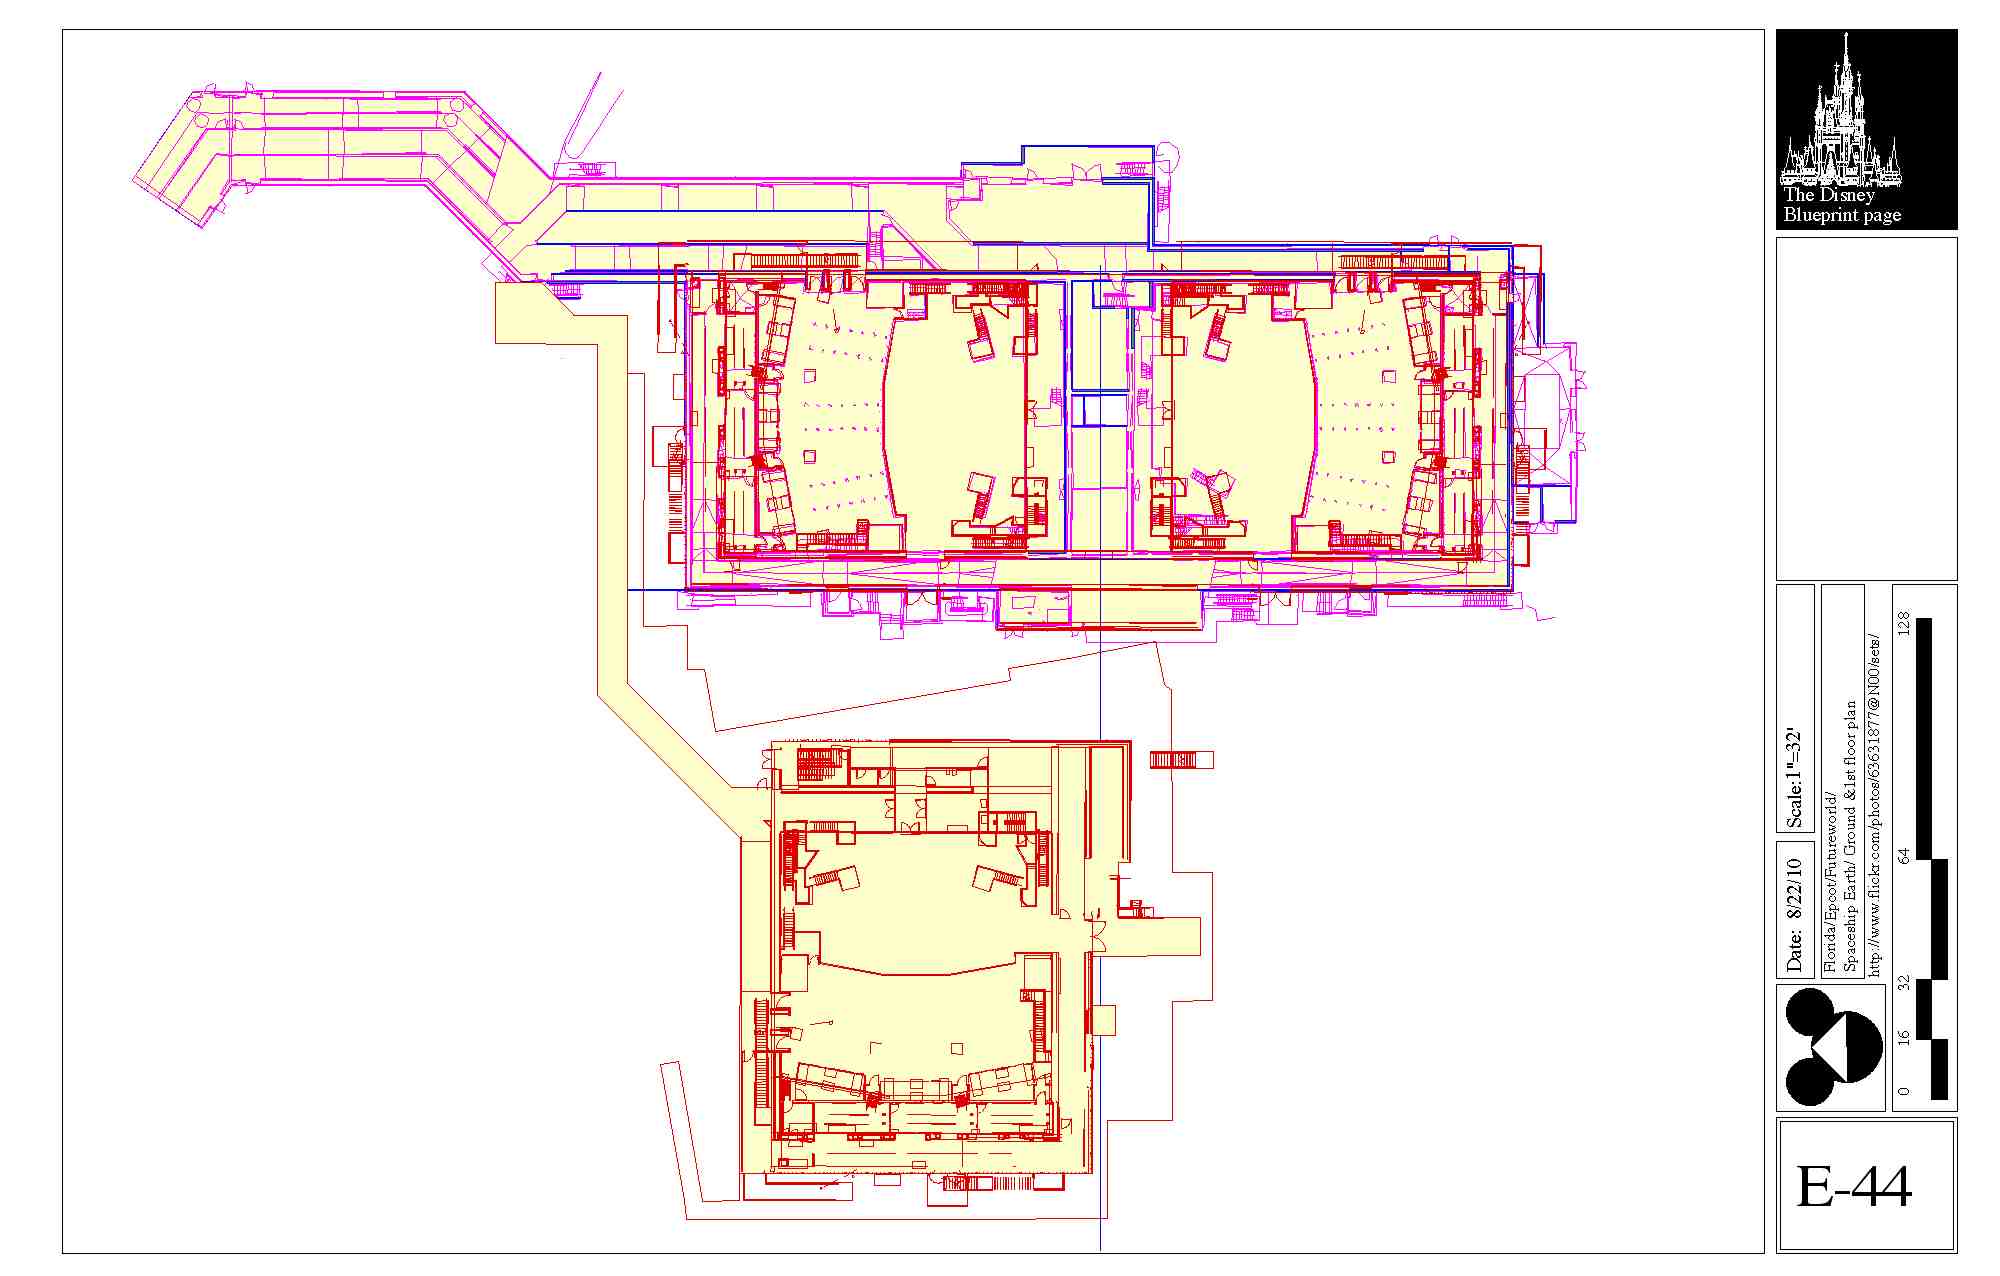 The Disney
Blueprint page
Scale:1"=32'
Date: 8/22/10
Florida/Epcot/Futureworld/
Spaceship Earth/ Ground &1st floor plan
http://www.flickr.com/photos/63631877@N00/sets/
128
64
32
16
0
E-44